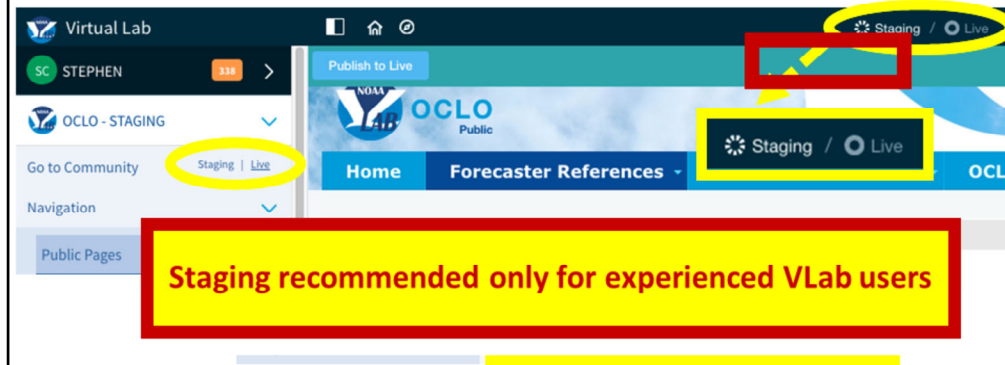 Virtual Lab
Staging / Live
SC STEPHEN 338
Publish to Live
NOAA
OCLO
Public
OCLO - STAGING
Staging / Live
Go to Community Staging | Live
Home Forecaster References OCL
Navigation
Public Pages
Staging recommended only for experienced VLab users